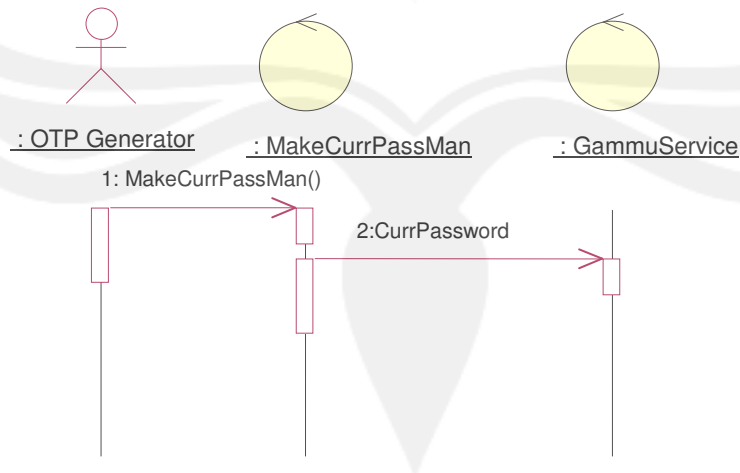 : OTP Generator
: MakeCurrPassMan
: GammuService
1: MakeCurrPassMan()
2:CurrPassword